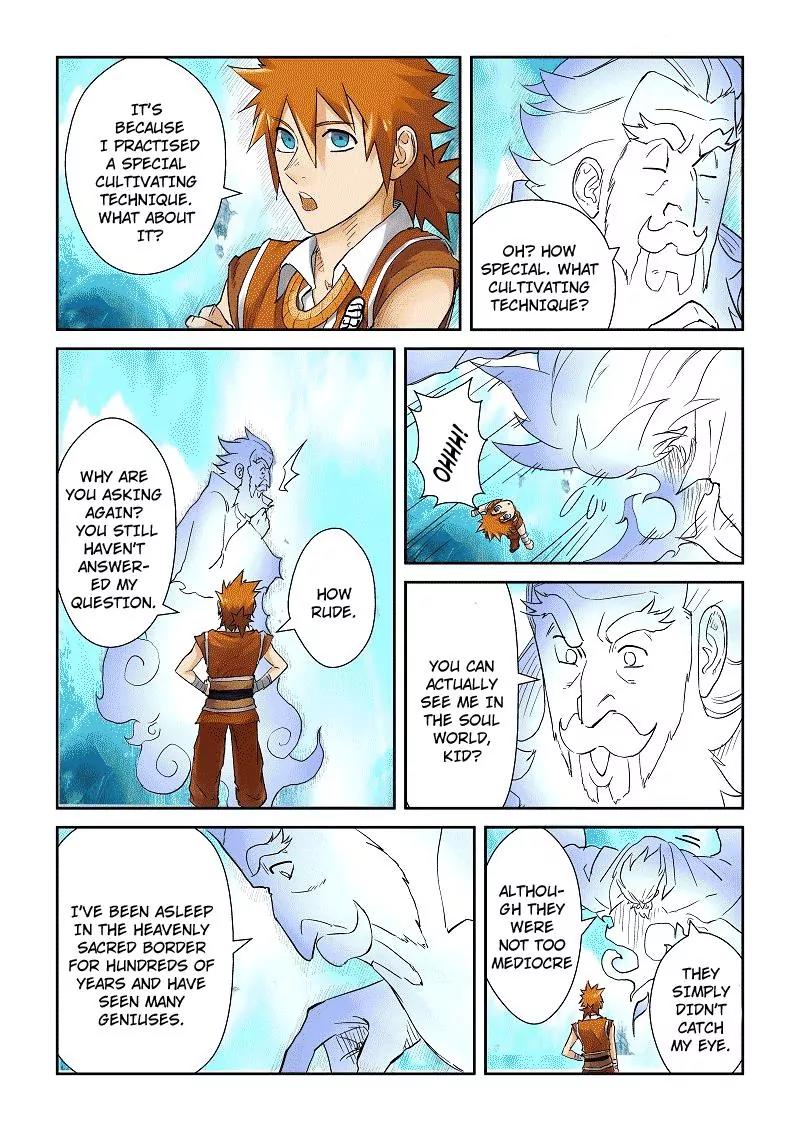 IT'S
BECAUSE
I PRACTISED
A SPECIAL
CULTIVATING
TECHNIQUE.
WHAT ABOUT
IT?
OH? HOW
SPECIAL. WHAT
CULTIVATING
TECHNIQUE?
WHY ARE
YOU ASKING
AGAIN?
YOU STILL
HAVEN'T
ANSWER-
ED MY
QUESTION.
HOW
RUDE.
OHHH!
YOU CAN
ACTUALLY
SEE ME IN
THE SOUL
WORLD,
KID?
I'VE BEEN ASLEEP
IN THE HEAVENLY
SACRED BORDER
FOR HUNDREDS OF
YEARS AND HAVE
SEEN MANY
GENIUSES.
ALTHOU-
GH THEY
WERE
NOT TOO
MEDIOCRE
THEY
SIMPLY
DIDN'T
CATCH
MY EYE.